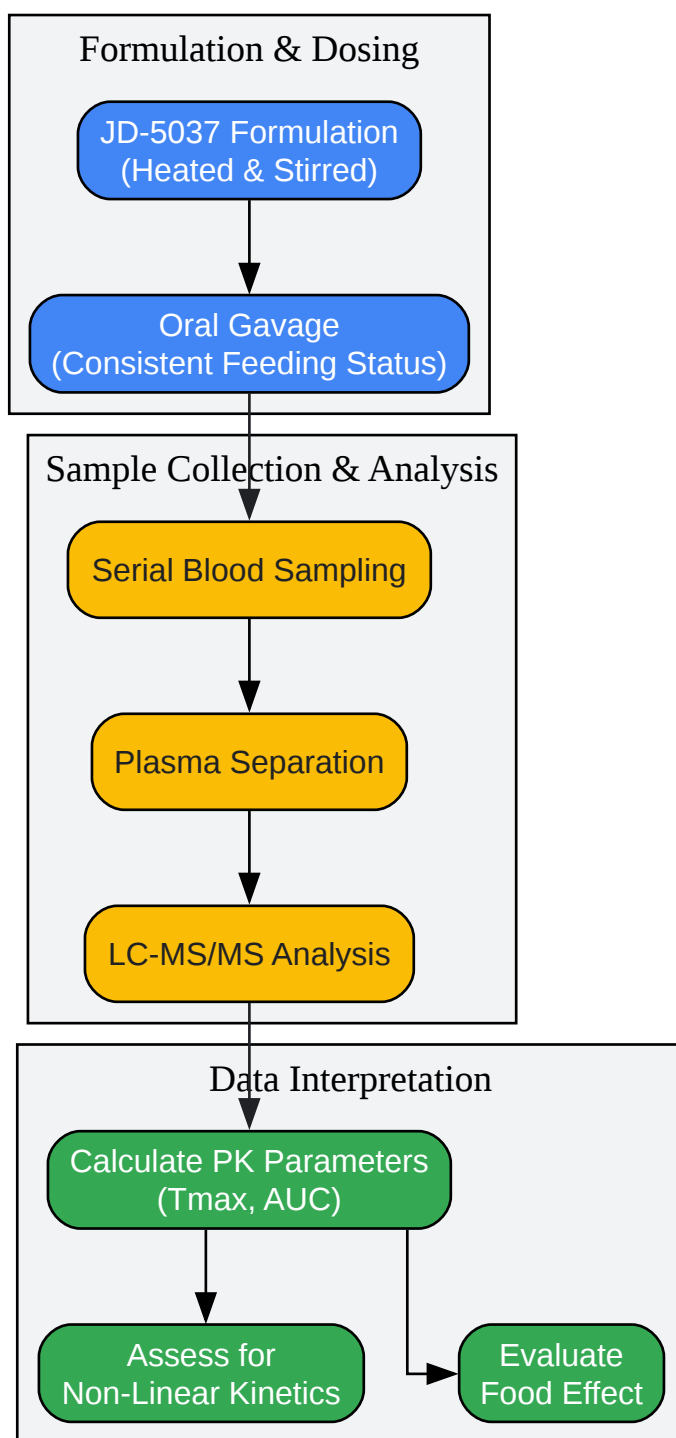 Formulation & Dosing
JD-5037 Formulation
(Heated & Stirred)
Oral Gavage
(Consistent Feeding Status)
Sample Collection & Analysis
Serial Blood Sampling
Plasma Separation
LC-MS/MS Analysis
Data Interpretation
Calculate PK Parameters
(Tmax, AUC)
Assess for
Non-Linear Kinetics
Evaluate
Food Effect